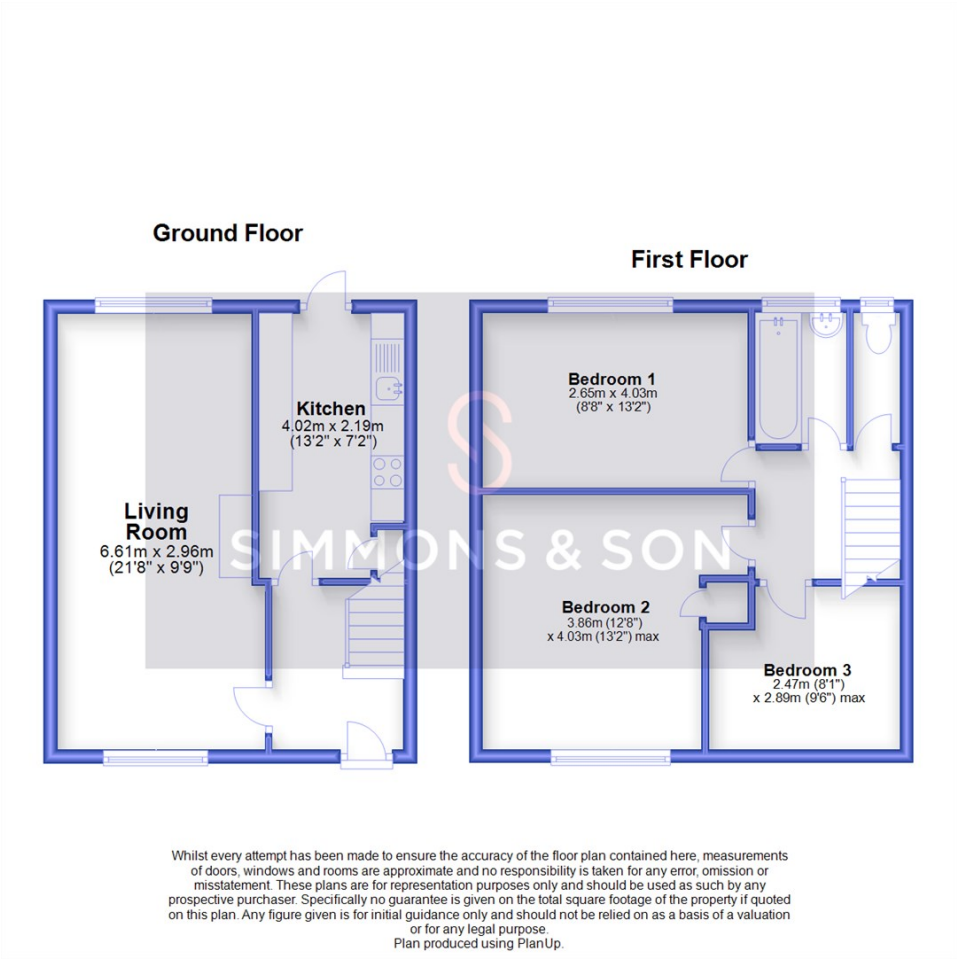 Ground Floor
First Floor
Bedroom 1
2.65m x 4.03m
(8'8" x 13'2")
Kitchen
4.02m x 2.19m
(13'2" x 7'2")
Living
Room
6.61m x 2.96m
(21'8" x 9'9")
SIMMONS & SON
Bedroom 2
3.86m (12'8")
x 4.03m (13'2") max
Bedroom 3
2.47m (8'1")
x 2.89m (9'6") max
Whilst every attempt has been made to ensure the accuracy of the floor plan contained here, measurements
of doors, windows and rooms are approximate and no responsibility is taken for any error, omission or
misstatement. These plans are for representation purposes only and should be used as such by any
prospective purchaser. Specifically no guarantee is given on the total square footage of the property if quoted
on this plan. Any figure given is for initial guidance only and should not be relied on as a basis of a valuation
or for any legal purpose.
Plan produced using PlanUp.